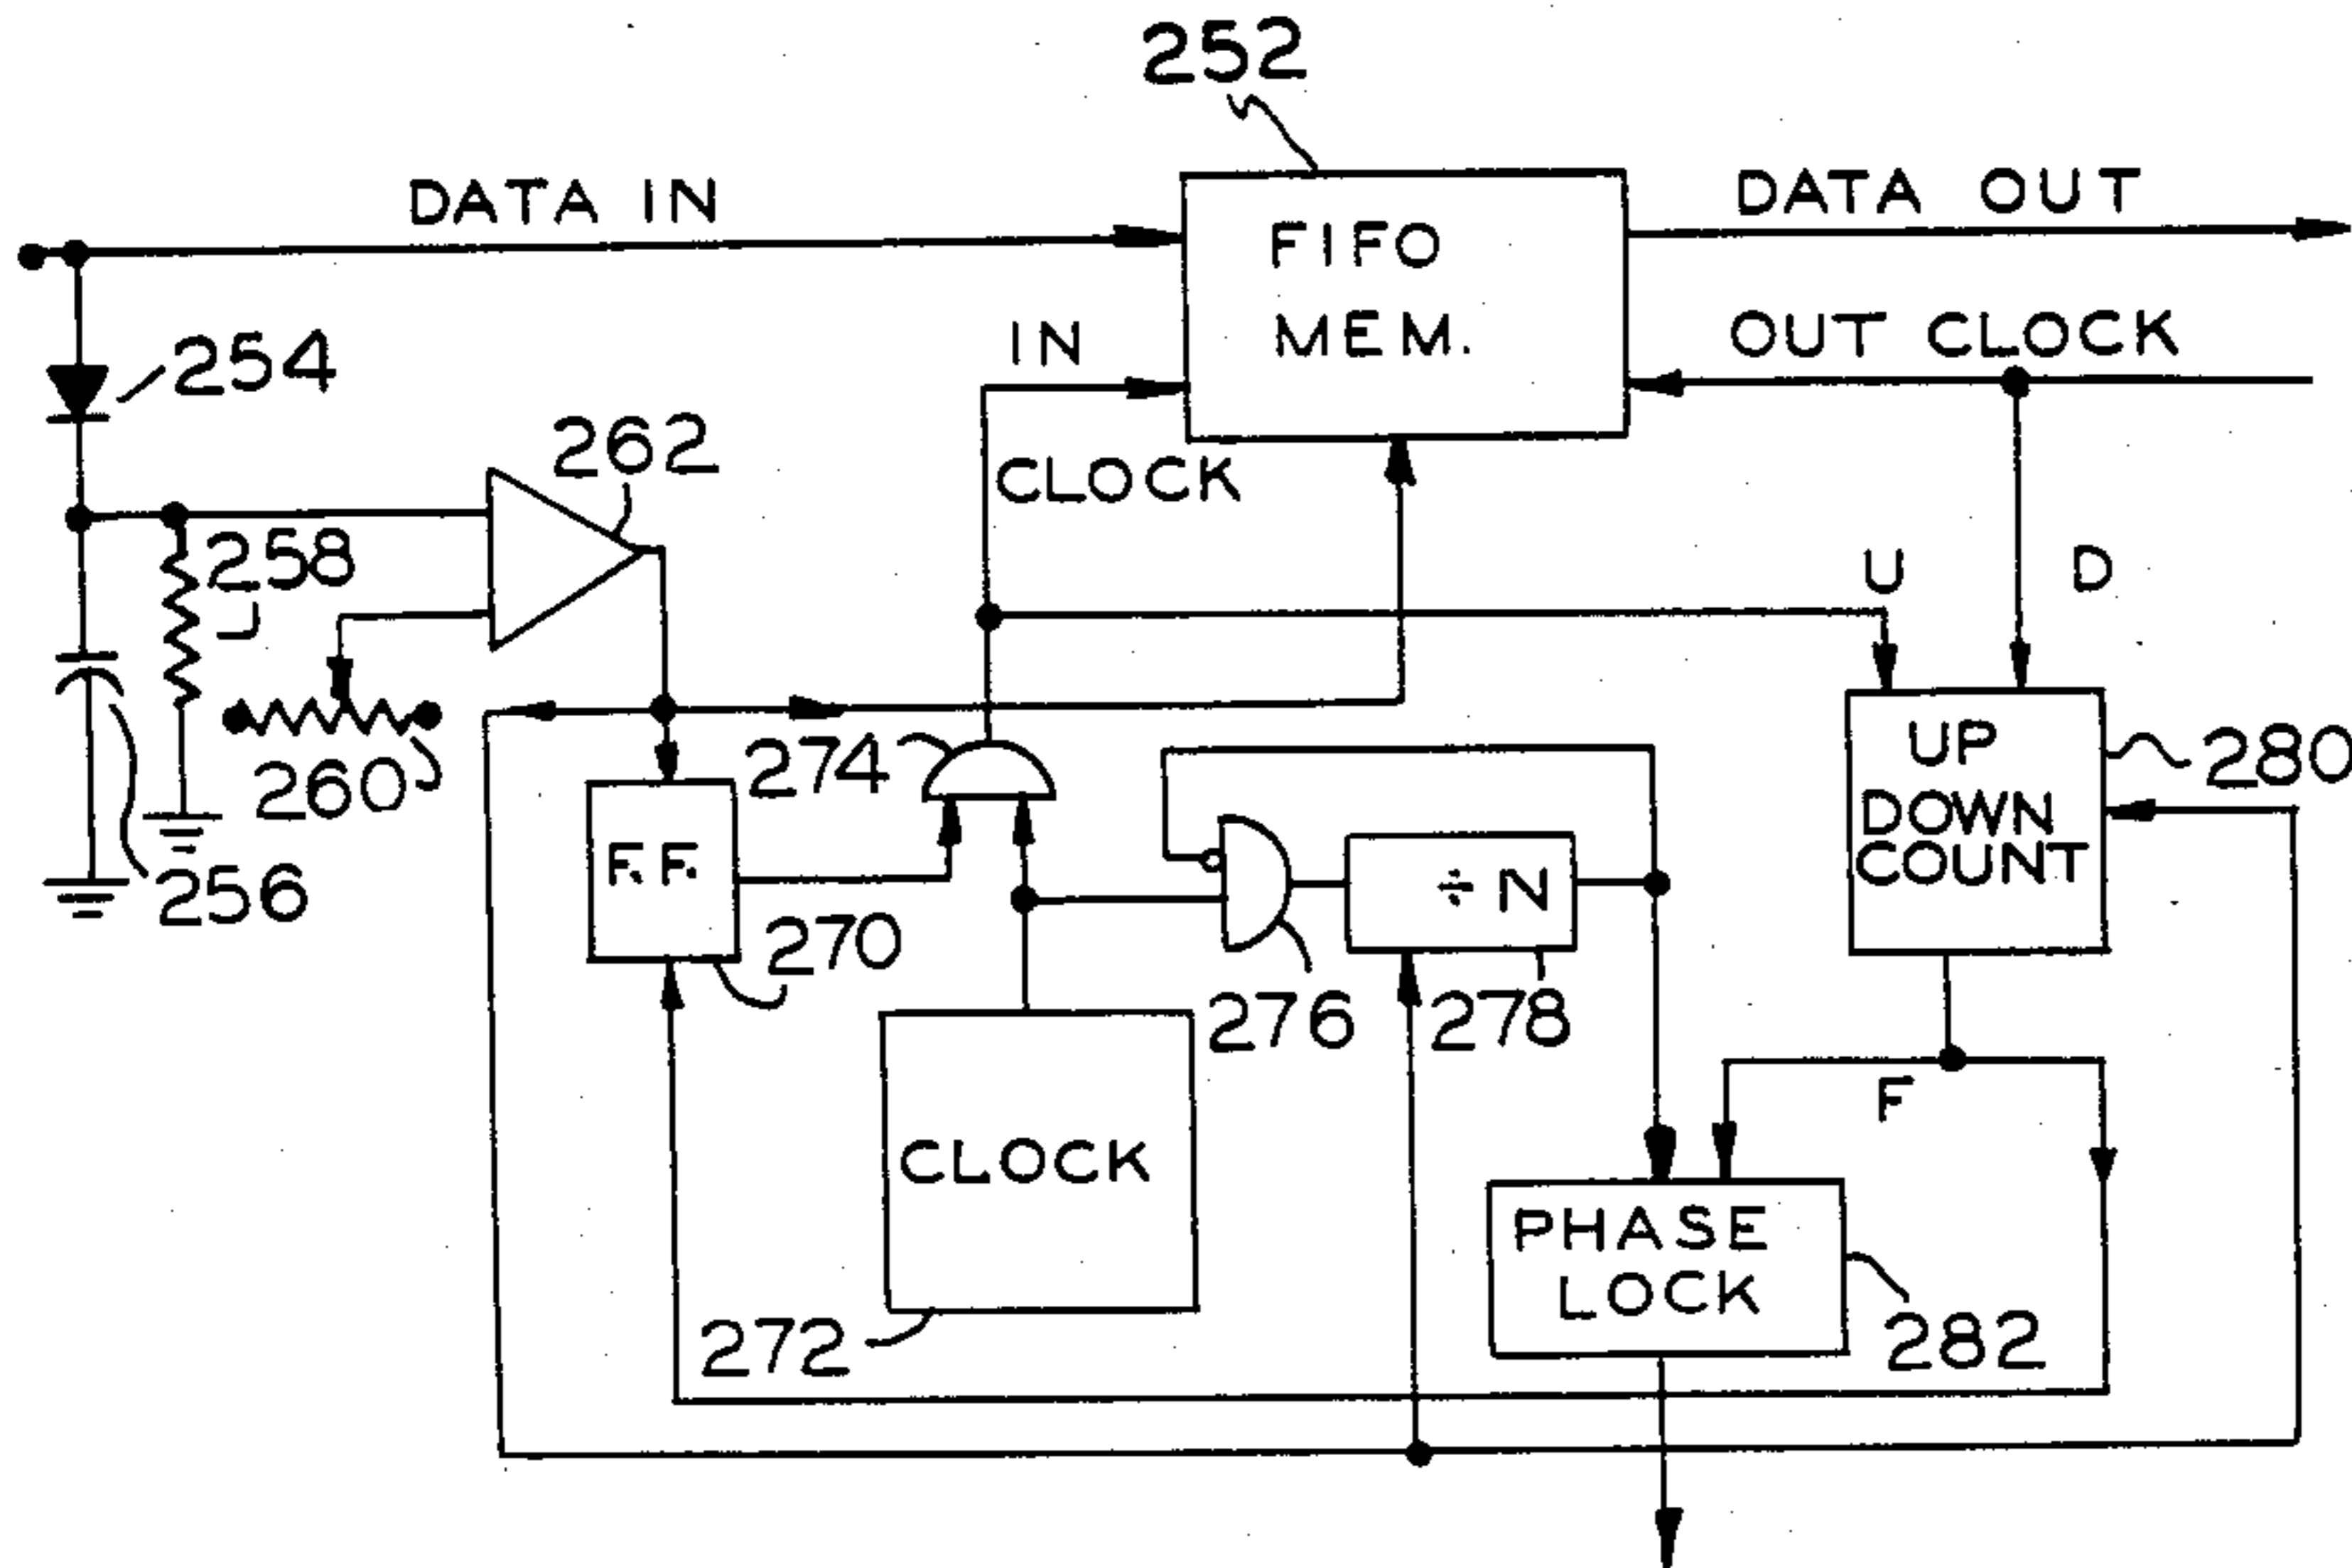 252
DATA IN
DATA OUT
FIFO
MEM.
IN
OUT CLOCK
254
262
CLOCK
258
U
D
274
260
UP
DOWN
COUNT
280
F.F.
÷ N
256
270
276
278
F
CLOCK
PHASE
LOCK
272
282